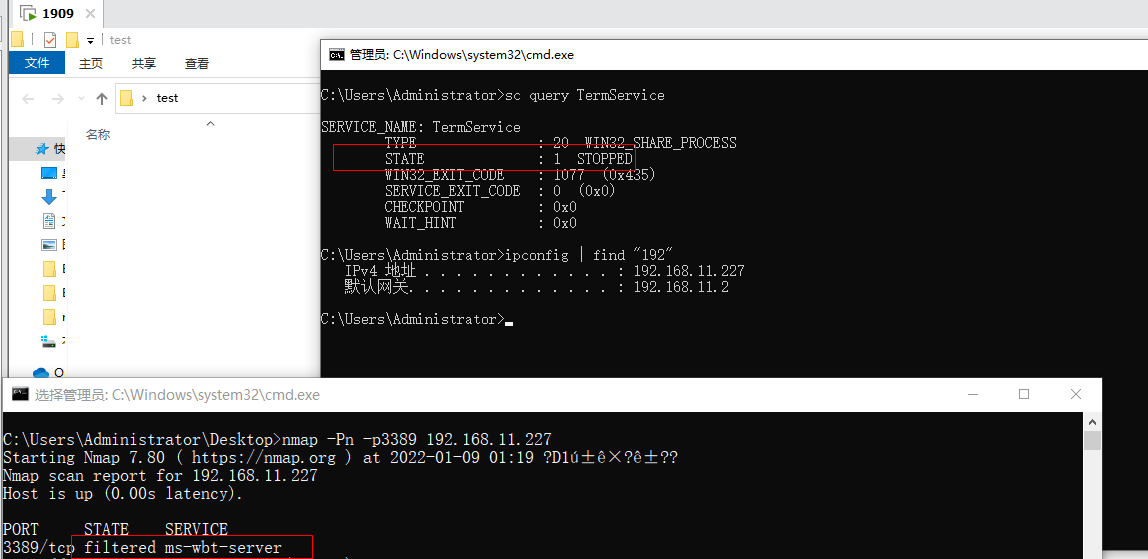 1909
test
文件 主页 共享 查看
test
名称
快
管理员: C:\Windows\system32\cmd.exe
C:\Users\Administrator>sc query TermService
SERVICE_NAME: TermService
TYPE : 20 WIN32_SHARE_PROCESS
STATE : 1 STOPPED
WIN32_EXIT_CODE : 1077 (0x435)
SERVICE_EXIT_CODE : 0 (0x0)
CHECKPOINT : 0x0
WAIT_HINT : 0x0
C:\Users\Administrator>ipconfig | find "192"
IPv4 地址 . . . . . . . . . . . . : 192.168.11.227
默认网关. . . . . . . . . . . . . : 192.168.11.2
C:\Users\Administrator>
选择管理员: C:\Windows\system32\cmd.exe
C:\Users\Administrator\Desktop>nmap -Pn -p3389 192.168.11.227
Starting Nmap 7.80 ( https://nmap.org ) at 2022-01-09 01:19 ?D1ú±ê×?ê±??
Nmap scan report for 192.168.11.227
Host is up (0.00s latency).
PORT STATE SERVICE
3389/tcp filtered ms-wbt-server